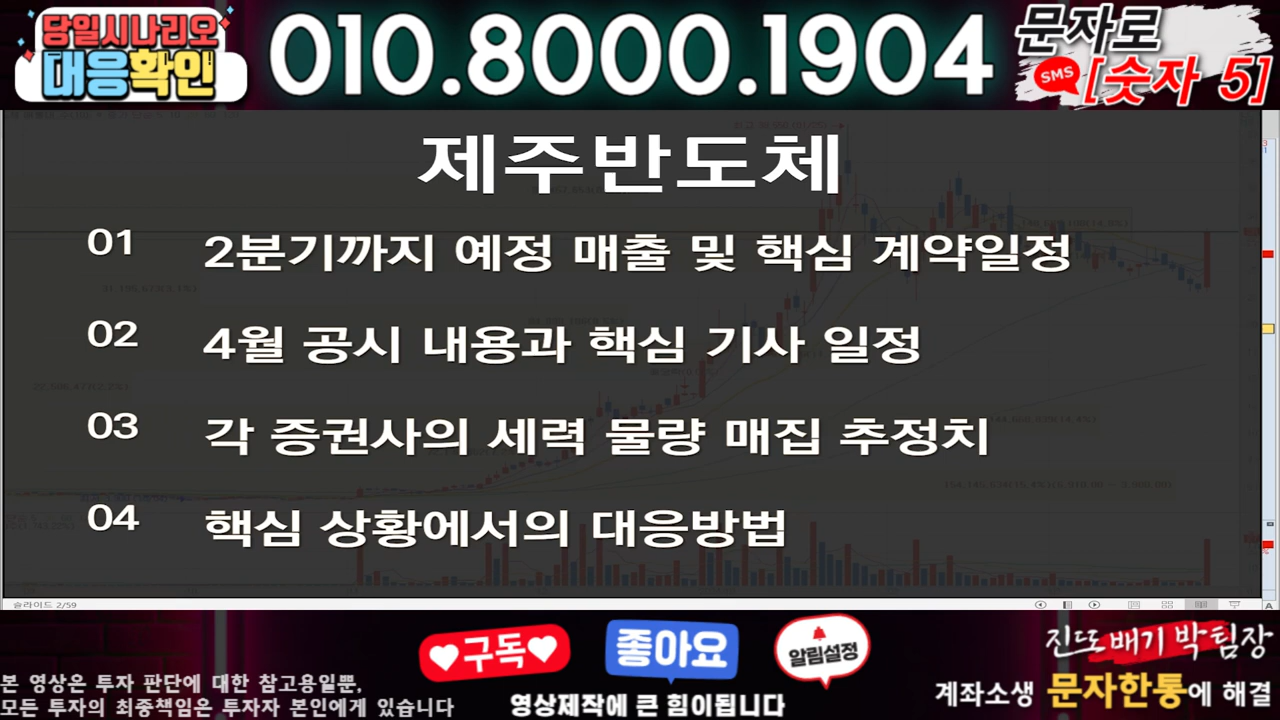 당일시나리오
대응확인
010.8000.1904
문자로
SMS
[숫자 5]
제주반도체
01 2분기까지 예정 매출 및 핵심 계약일정
02 4월 공시 내용과 핵심 기사 일정
03 각 증권사의 세력 물량 매집 추정치
04 핵심 상황에서의 대응방법
슬라이드 2/59
구독
좋아요
알림설정
영상제작에 큰 힘이됩니다
본 영상은 투자 판단에 대한 참고용일뿐,
모든 투자의 최종책임은 투자자 본인에게 있습니다
진또배기 박팀장
계좌소생 문자한통에 해결